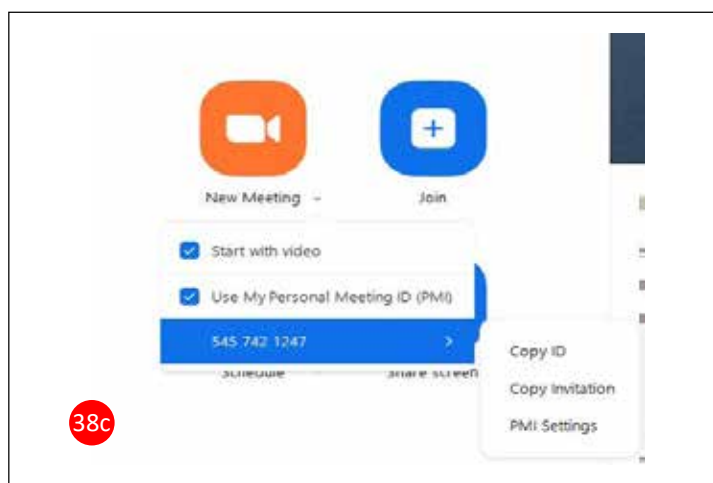 New Meeting
Join
Start with video
Use My Personal Meeting ID (PMI)
545 742 1247
Copy ID
Schedule
Share screen
Copy Invitation
PMI Settings
38c